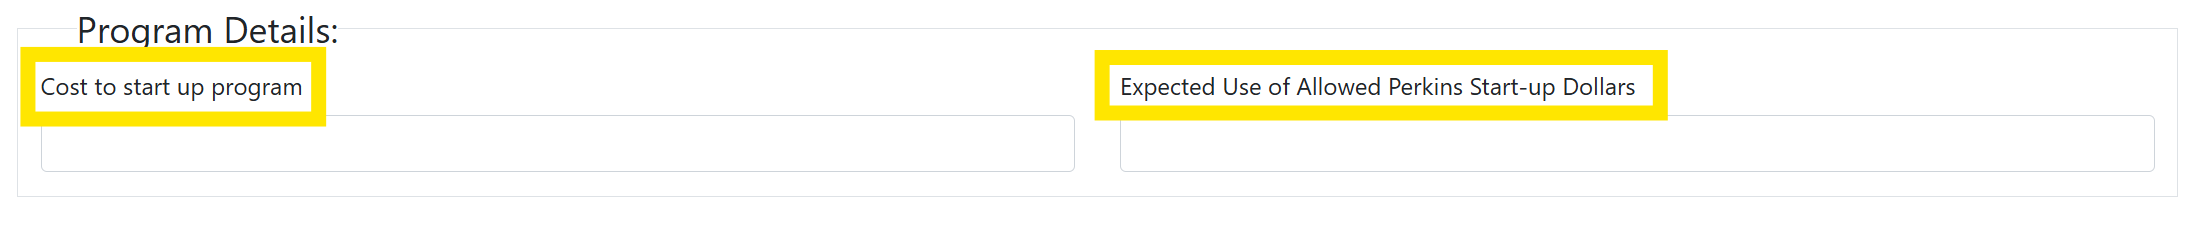 Program Details:
Cost to start up program
Expected Use of Allowed Perkins Start-up Dollars